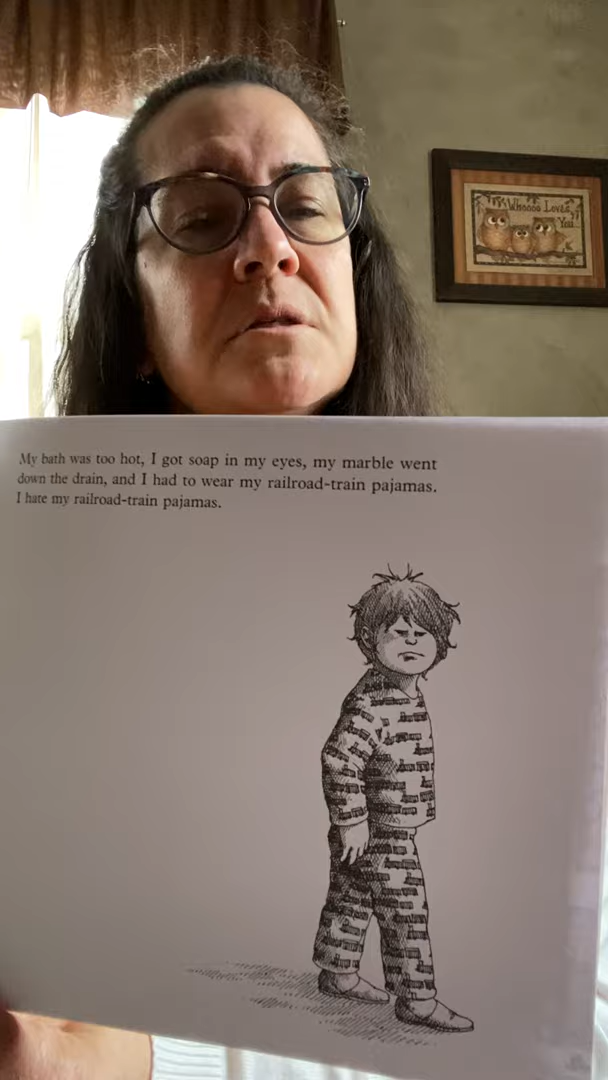 Whoooo Loves
You...
My bath was too hot, I got soap in my eyes, my marble went
down the drain, and I had to wear my railroad-train pajamas.
I hate my railroad-train pajamas.